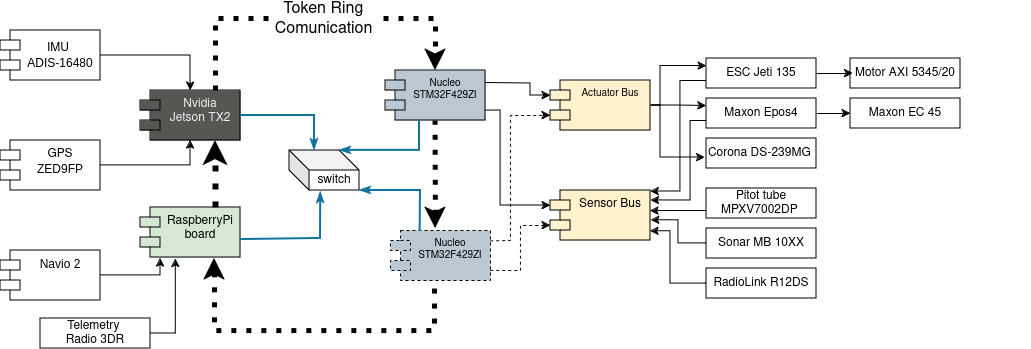 Token Ring
Comunication
IMU
ADIS-16480
Nvidia
Jetson TX2
GPS
ZED9FP
RaspberryPi
board
Navio 2
Telemetry
Radio 3DR
switch
Nucleo
STM32F429ZI
Nucleo
STM32F429ZI
Actuator Bus
Sensor Bus
ESC Jeti 135
Motor AXI 5345/20
Maxon Epos4
Maxon EC 45
Corona DS-239MG
Pitot tube
MPXV7002DP
Sonar MB 10XX
RadioLink R12DS